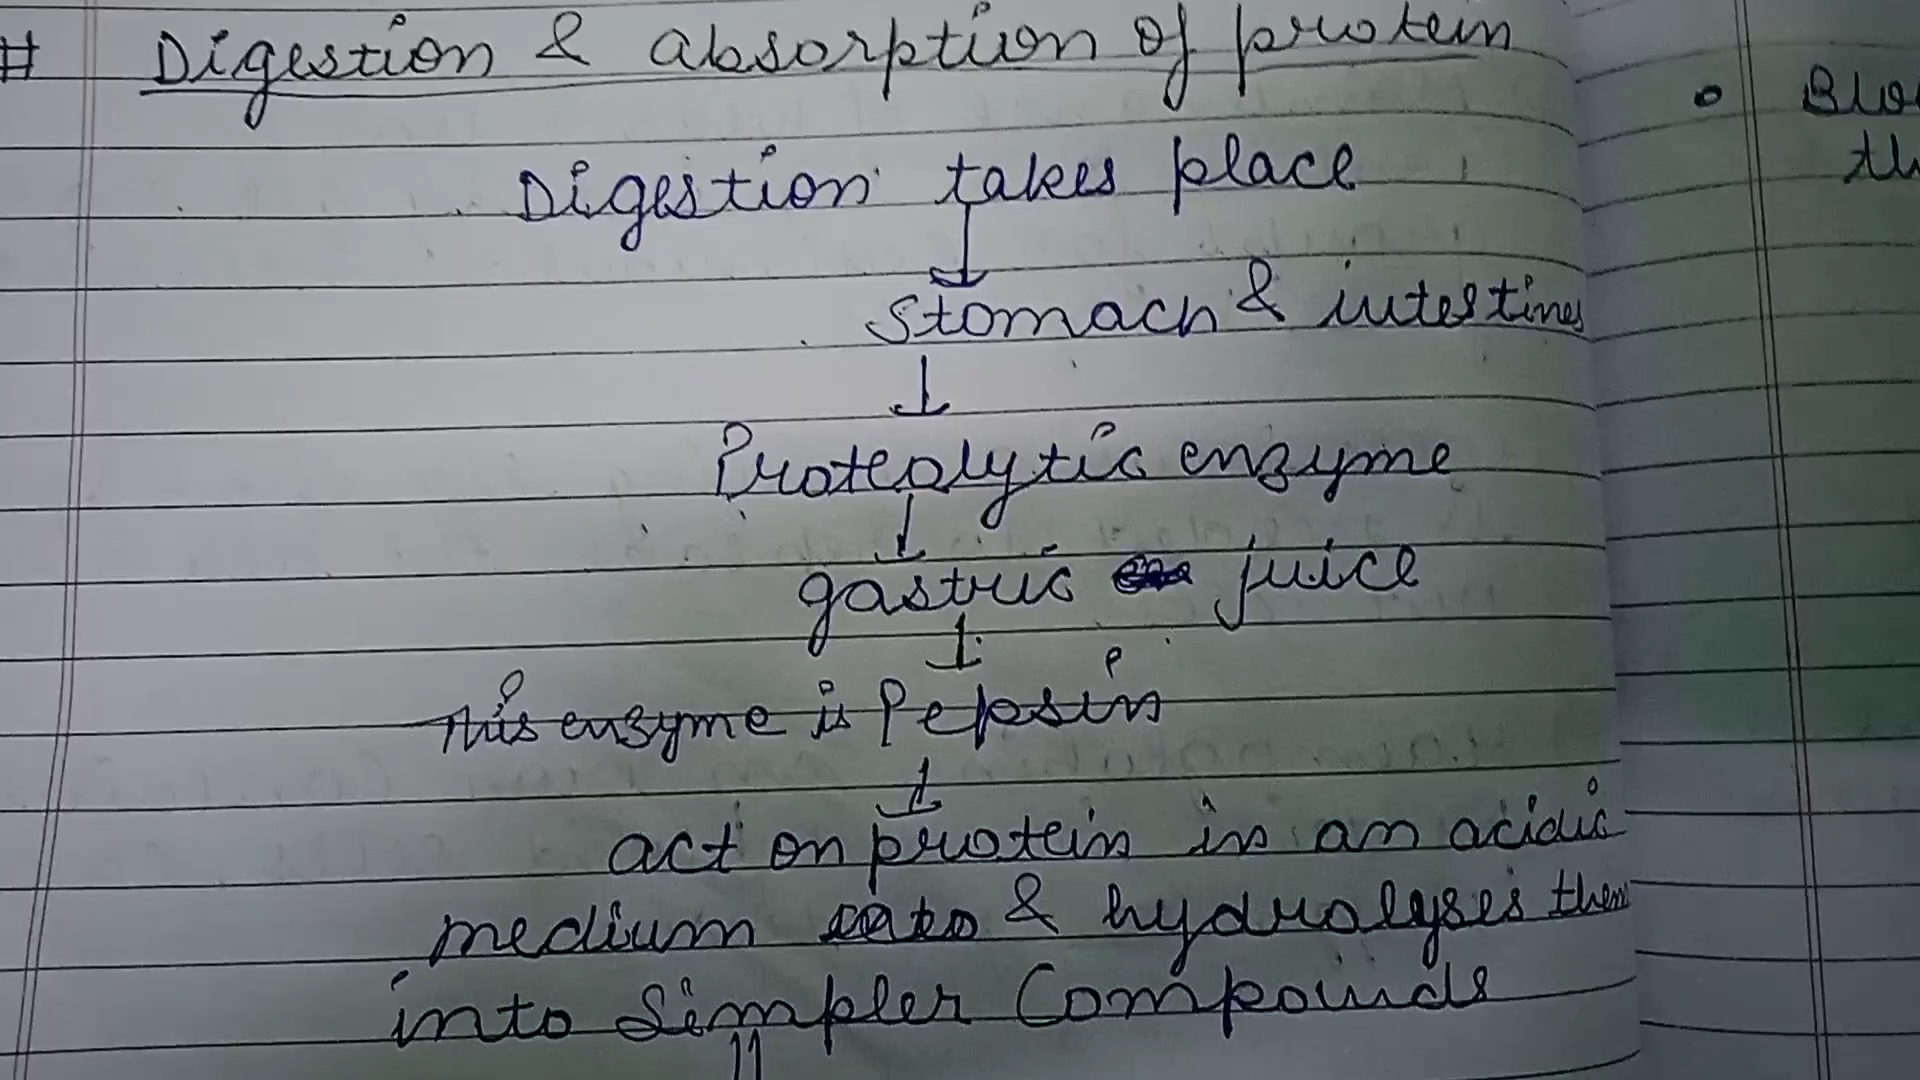 # Digestion & absorption of protein
Digestion takes place
↓
Stomach & intestines
↓
Proteolytic enzyme
↓
gastric juice
↓
This enzyme is Pepsin
↓
act on protein in an acidic
medium & hydrolyses them
into Simpler Compounds